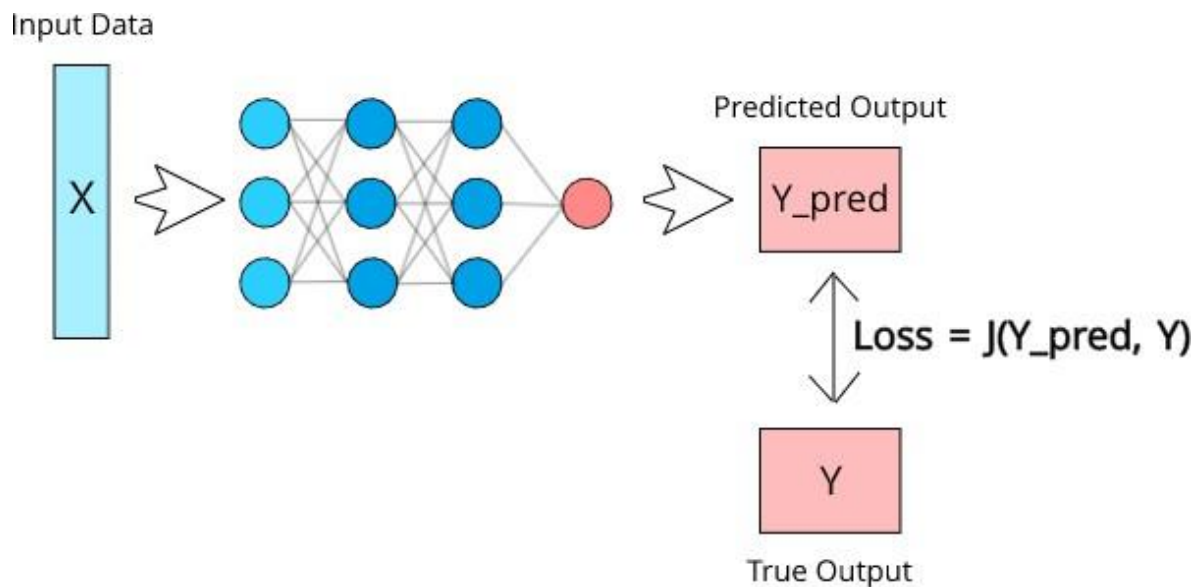 Input Data
X
Predicted Output
Y_pred
Loss = J(Y_pred, Y)
Y
True Output